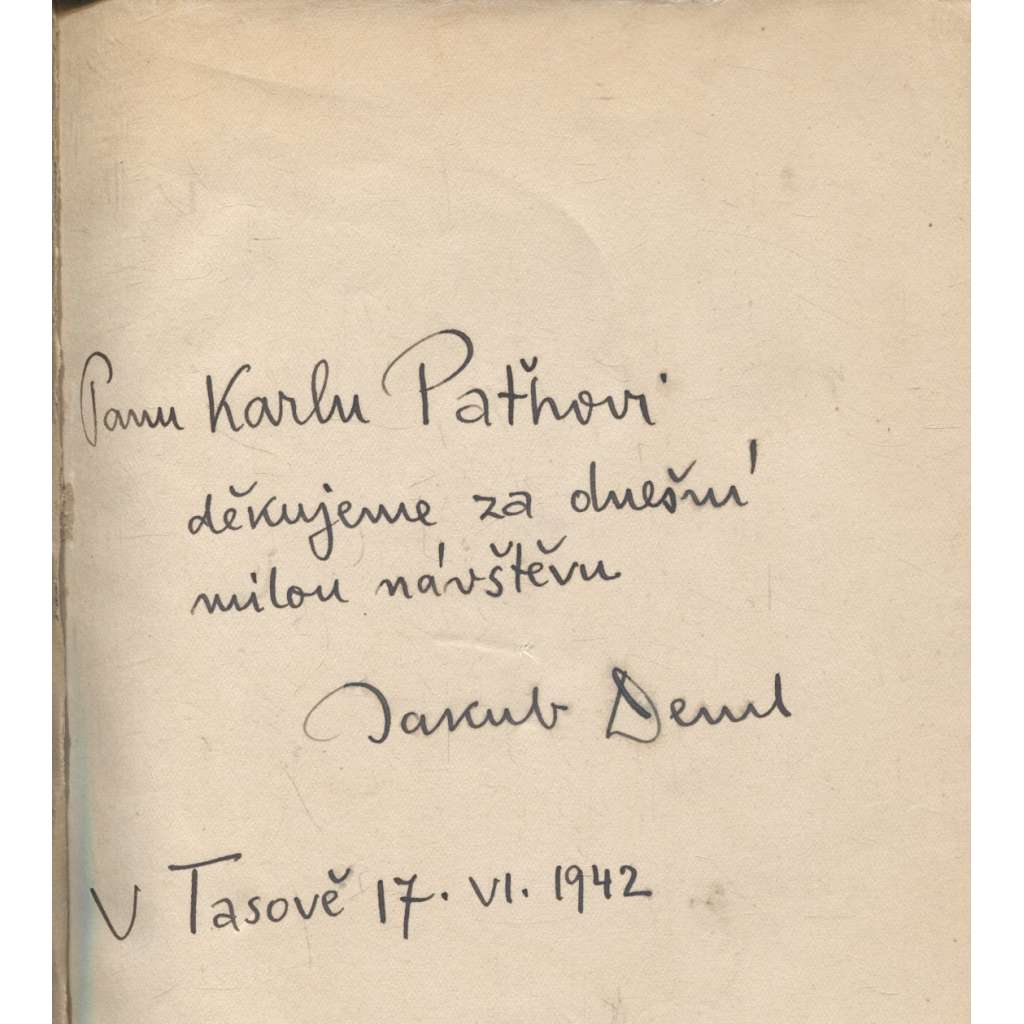 Panu Karlu Paťhovi
děkujeme za dnešní
milou návštěvu
Jakub Deml
V Tasově 17. VI. 1942